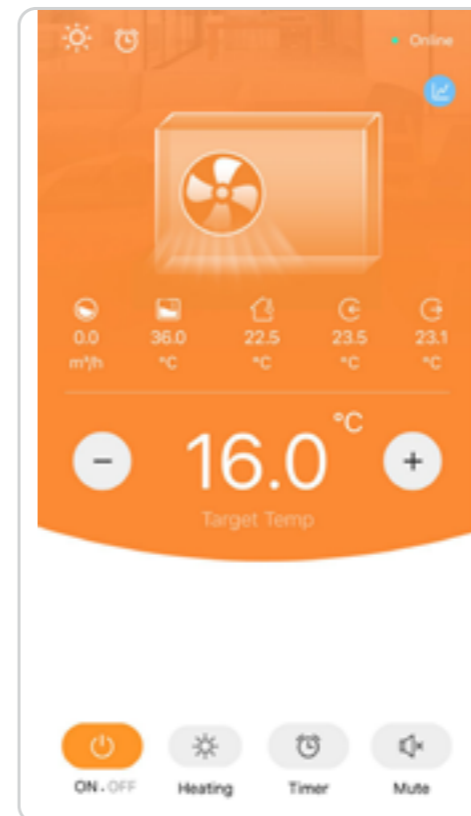 Online
0.0 36.0 22.5 23.5 23.1
m³/h °C °C °C °C
16.0 °C
Target Temp
ON . OFF Heating Timer Mute